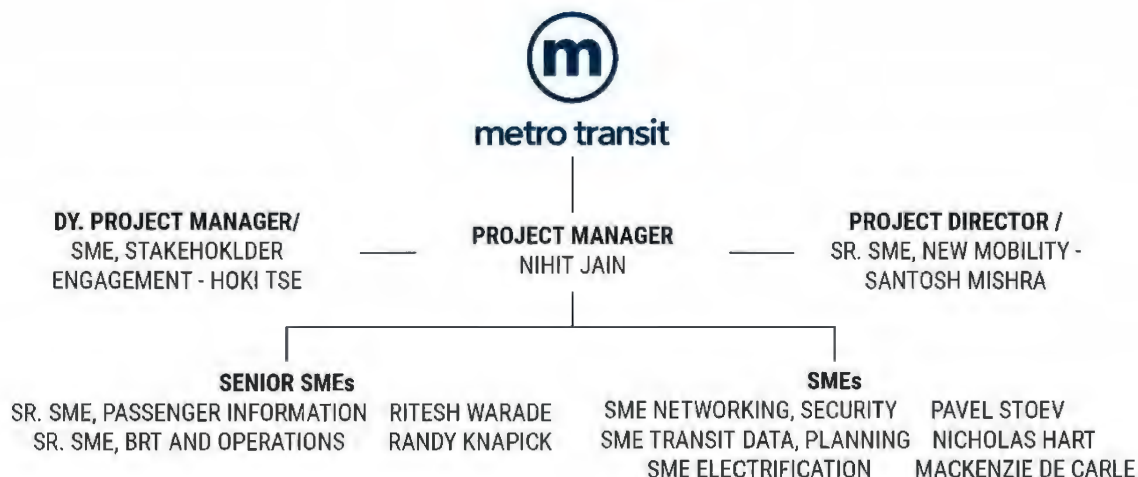 m
metro transit
DY. PROJECT MANAGER/
SME, STAKEHOKLDER
ENGAGEMENT - HOKI TSE
PROJECT MANAGER
NIHIT JAIN
PROJECT DIRECTOR /
SR. SME, NEW MOBILITY -
SANTOSH MISHRA
SENIOR SMEs
SR. SME, PASSENGER INFORMATION RITESH WARADE
SR. SME, BRT AND OPERATIONS RANDY KNAPICK
SMEs
SME NETWORKING, SECURITY PAVEL STOEV
SME TRANSIT DATA, PLANNING NICHOLAS HART
SME ELECTRIFICATION MACKENZIE DE CARLE